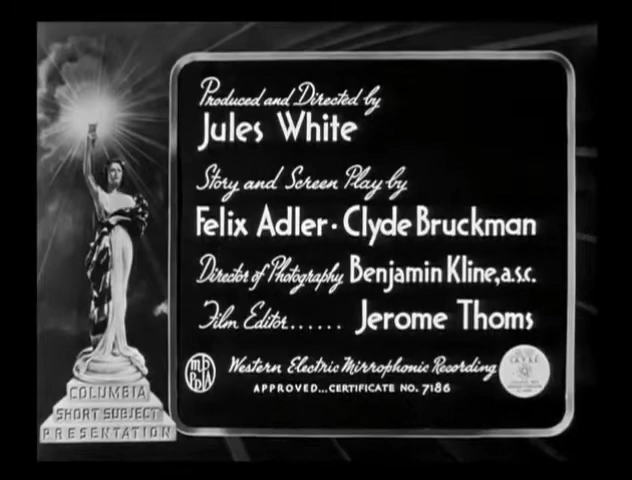 Produced and Directed by
Jules White
Story and Screen Play by
Felix Adler · Clyde Bruckman
Director of Photography Benjamin Kline, a.s.c.
Film Editor...... Jerome Thoms
Western Electric Mirrophonic Recording
APPROVED...CERTIFICATE NO. 7186
COLUMBIA
SHORT SUBJECT
PRESENTATION